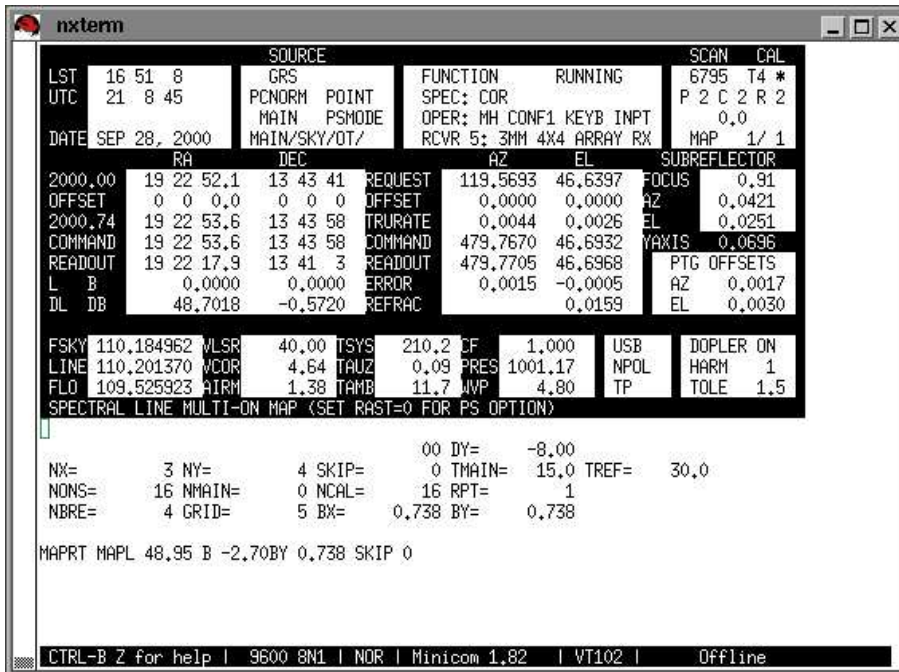 nxterm
SOURCE SCAN CAL
LST 16 51 8 GRS FUNCTION RUNNING 6795 T4 *
UTC 21 8 45 PCNORM POINT SPEC: COR P 2 C 2 R 2
MAIN PSMODE OPER: MH CONF1 KEYB INPT 0.0
DATE SEP 28, 2000 MAIN/SKY/OT/ RCVR 5: 3MM 4X4 ARRAY RX MAP 1/ 1
RA DEC AZ EL SUBREFLECTOR
2000.00 19 22 52.1 13 43 41 REQUEST 119.5693 46.6397 FOCUS 0.91
OFFSET 0 0 0.0 0 0 0 OFFSET 0.0000 0.0000 AZ 0.0421
2000.74 19 22 53.6 13 43 58 TRURATE 0.0044 0.0026 EL 0.0251
COMMAND 19 22 53.6 13 43 58 COMMAND 479.7670 46.6932 YAXIS 0.0696
READOUT 19 22 17.9 13 41 3 READOUT 479.7705 46.6968 PTG OFFSETS
L B 0.0000 0.0000 ERROR 0.0015 -0.0005 AZ 0.0017
DL DB 48.7018 -0.5720 REFRAC 0.0159 EL 0.0030
FSKY 110.184962 VLSR 40.00 TSYS 210.2 CF 1.000 USB DOPLER ON
LINE 110.201370 VCOR 4.64 TAUZ 0.09 PRES 1001.17 NPOL HARM 1
FLO 109.525923 AIRM 1.38 TAMB 11.7 WVP 4.80 TP TOLE 1.5
SPECTRAL LINE MULTI-ON MAP (SET RAST=0 FOR PS OPTION)
00 DY= -8.00
NX= 3 NY= 4 SKIP= 0 TMAIN= 15.0 TREF= 30.0
NONS= 16 NMAIN= 0 NCAL= 16 RPT= 1
NBRE= 4 GRID= 5 BX= 0.738 BY= 0.738
MAPRT MAPL 48.95 B -2.70BY 0.738 SKIP 0
CTRL-B Z for help | 9600 8N1 | NOR | Minicom 1.82 | VT102 | Offline